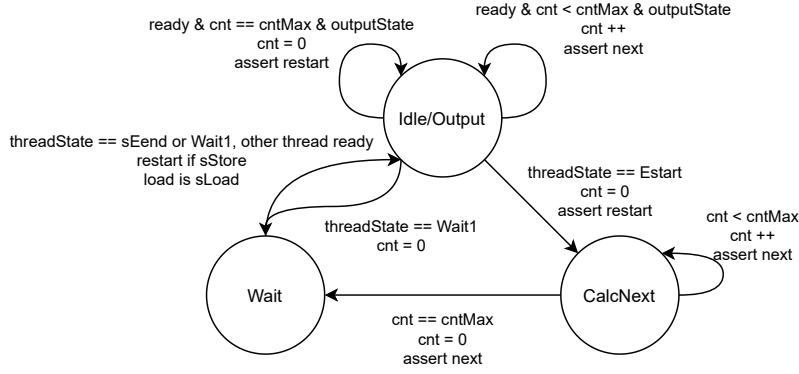 ready & cnt == cntMax & outputState
cnt = 0
assert restart
ready & cnt < cntMax & outputState
cnt ++
assert next
Idle/Output
threadState == sEend or Wait1, other thread ready
restart if sStore
load is sLoad
threadState == Estart
cnt = 0
assert restart
threadState == Wait1
cnt = 0
cnt < cntMax
cnt ++
assert next
Wait
CalcNext
cnt == cntMax
cnt = 0
assert next